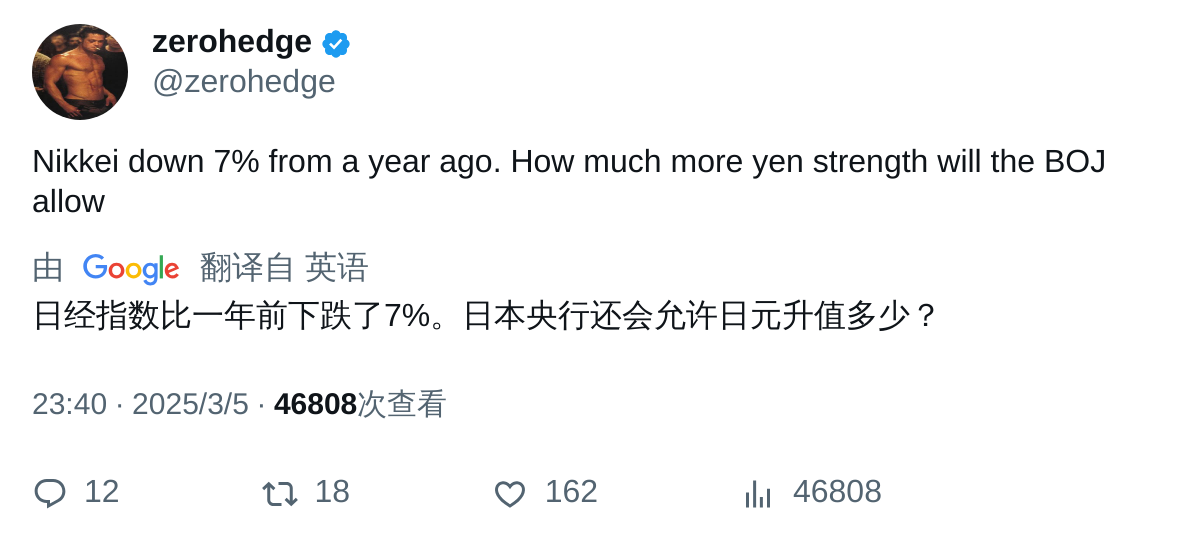 zerohedge
@zerohedge
Nikkei down 7% from a year ago. How much more yen strength will the BOJ
allow
由 Google 翻译自 英语
日经指数比一年前下跌了7%。日本央行还会允许日元升值多少？
23:40 · 2025/3/5 · 46808次查看
12 18 162 46808